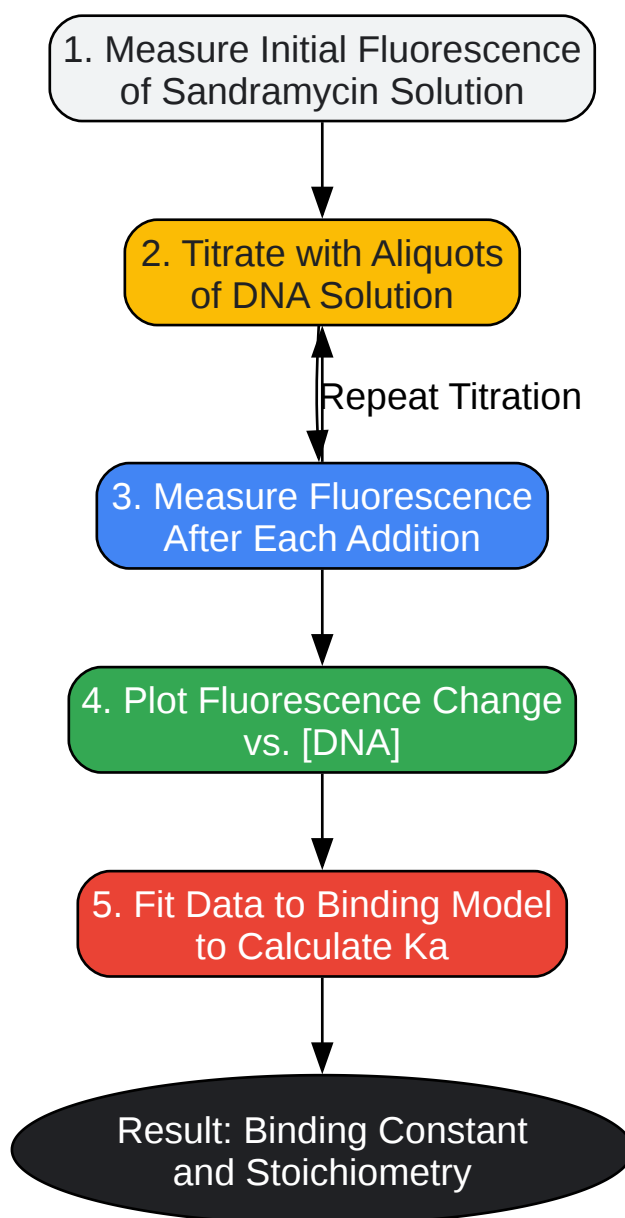 1. Measure Initial Fluorescence
of Sandramycin Solution
2. Titrate with Aliquots
of DNA Solution
Repeat Titration
3. Measure Fluorescence
After Each Addition
4. Plot Fluorescence Change
vs. [DNA]
5. Fit Data to Binding Model
to Calculate Ka
Result: Binding Constant
and Stoichiometry